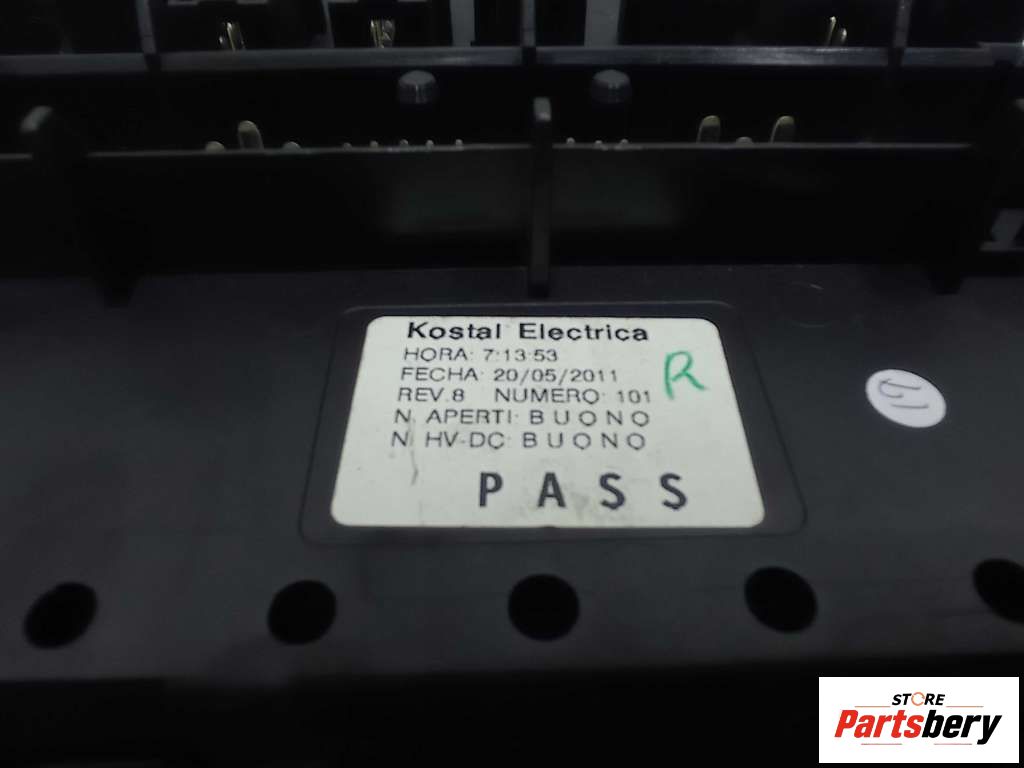 Kostal Electrica
HORA: 7:13:53
FECHA: 20/05/2011
R
REV.8 NUMERO: 101
N. APERTI: BUONO
N. HV-DC: BUONO
PASS
STORE
Partsbery